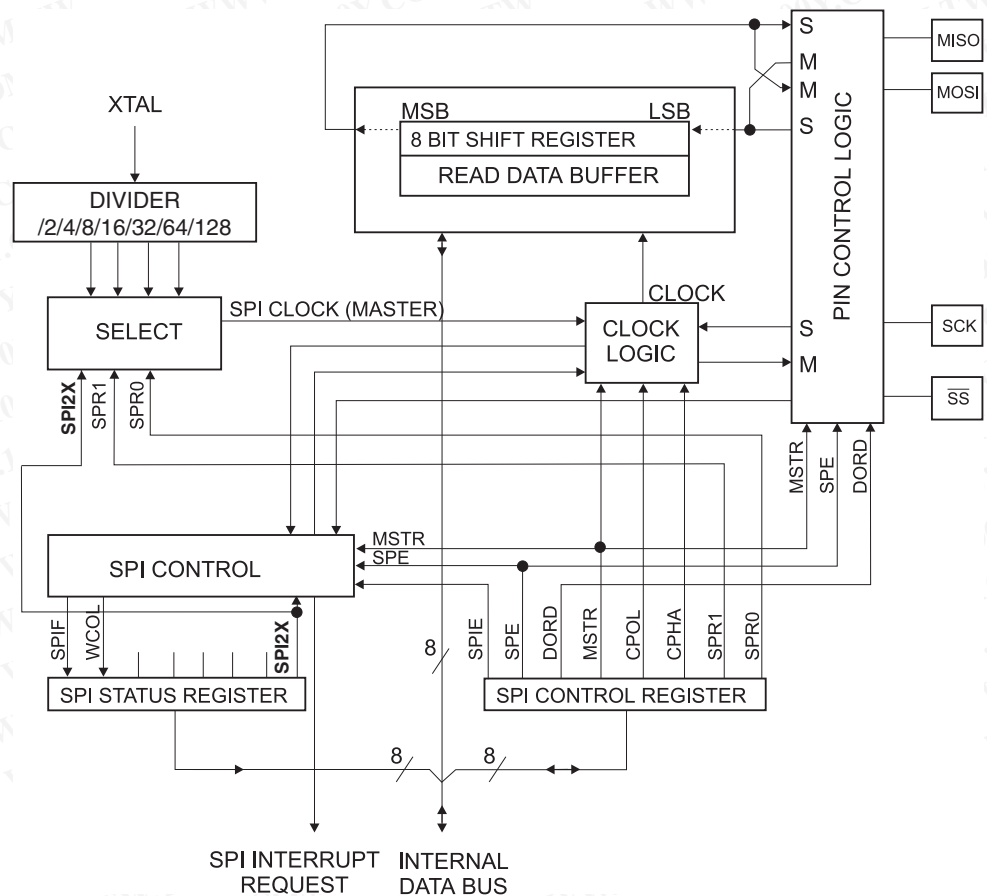 S
MISO
M
MOSI
M
S
PIN CONTROL LOGIC
XTAL
MSB
LSB
8 BIT SHIFT REGISTER
READ DATA BUFFER
DIVIDER
/2/4/8/16/32/64/128
SPI CLOCK (MASTER)
SELECT
CLOCK
CLOCK
LOGIC
S
M
SCK
SS
SPI2X
SPR1
SPR0
MSTR
SPE
DORD
MSTR
SPE
SPI CONTROL
SPIF
WCOL
SPI2X
8
SPIE
SPE
DORD
MSTR
CPOL
CPHA
SPR1
SPR0
SPI STATUS REGISTER
SPI CONTROL REGISTER
8
8
SPI INTERRUPT
REQUEST
INTERNAL
DATA BUS